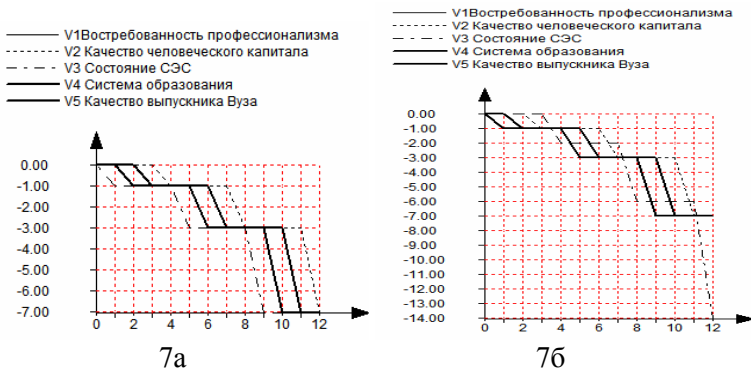 V1Востребованность профессионализма
V2 Качество человеческого капитала
V3 Состояние СЭС
V4 Система образования
V5 Качество выпускника Вуза
0.00
-1.00
-2.00
-3.00
-4.00
-5.00
-6.00
-7.00
0 2 4 6 8 10 12
7а
V1Востребованность профессионализма
V2 Качество человеческого капитала
V3 Состояние СЭС
V4 Система образования
V5 Качество выпускника Вуза
0.00
-1.00
-2.00
-3.00
-4.00
-5.00
-6.00
-7.00
-8.00
-9.00
-10.00
-11.00
-12.00
-13.00
-14.00
0 2 4 6 8 10 12
7б